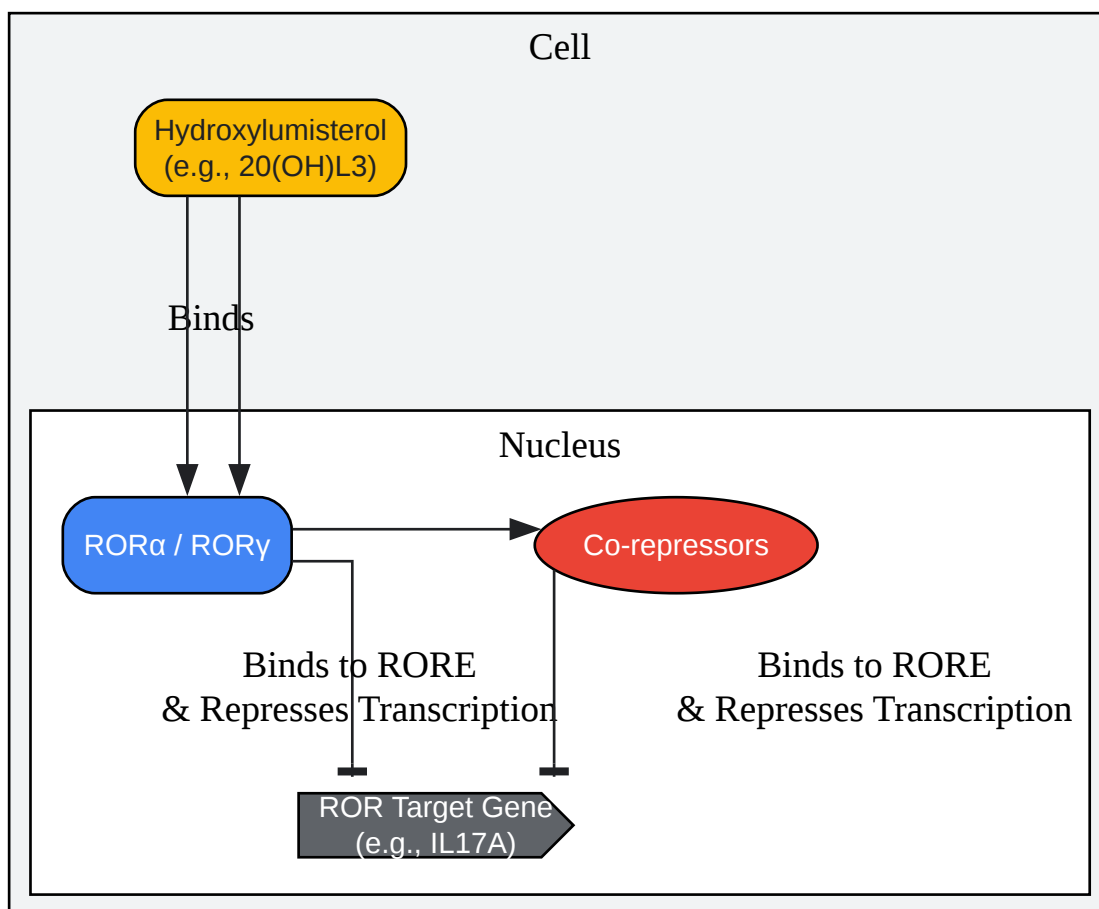 Cell
Hydroxylumisterol
(e.g., 20(OH)L3)
Binds
Nucleus
RORα / RORγ
Co-repressors
Binds to RORE
& Represses Transcription
Binds to RORE
& Represses Transcription
ROR Target Gene
(e.g., IL17A)